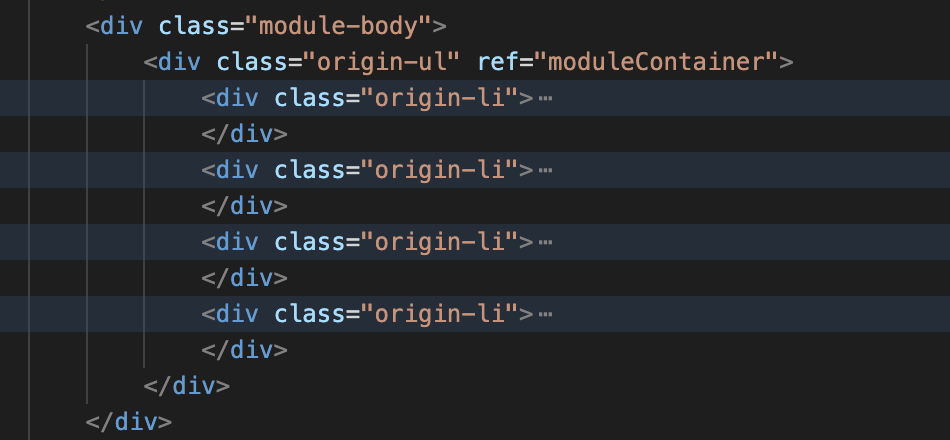 <div class="module-body">
<div class="origin-ul" ref="moduleContainer">
<div class="origin-li">⋯
</div>
<div class="origin-li">⋯
</div>
<div class="origin-li">⋯
</div>
<div class="origin-li">⋯
</div>
</div>
</div>